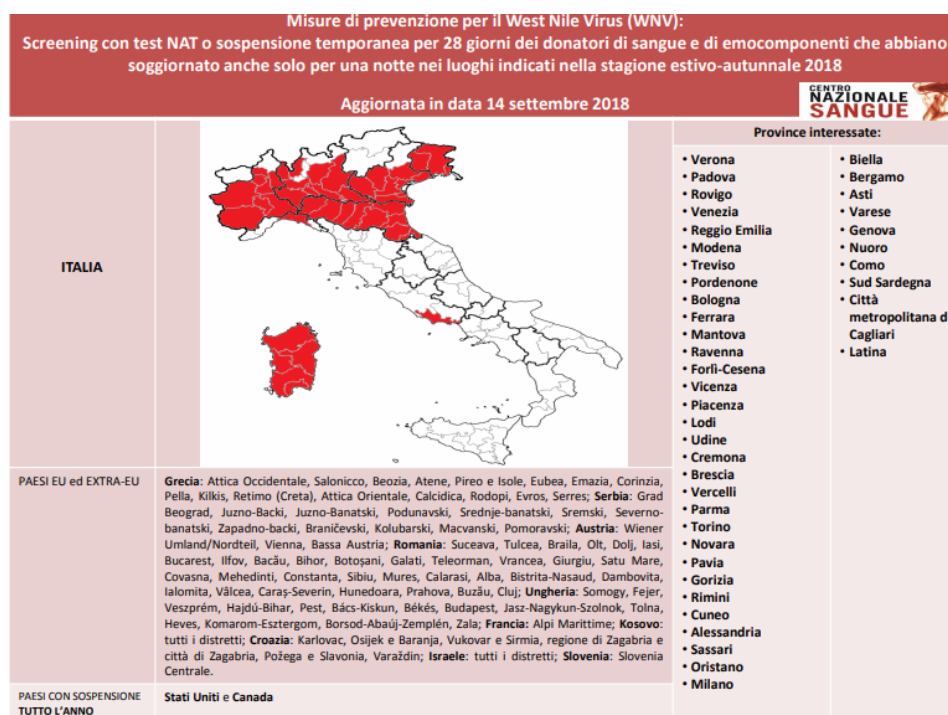 Misure di prevenzione per il West Nile Virus (WNV):
Screening con test NAT o sospensione temporanea per 28 giorni dei donatori di sangue e di emocomponenti che abbiano
soggiornato anche solo per una notte nei luoghi indicati nella stagione estivo-autunnale 2018
Aggiornata in data 14 settembre 2018
CENTRO
NAZIONALE
SANGUE
ITALIA
Province interessate:
• Verona
• Padova
• Rovigo
• Venezia
• Reggio Emilia
• Modena
• Treviso
• Pordenone
• Bologna
• Ferrara
• Mantova
• Ravenna
• Forlì-Cesena
• Vicenza
• Piacenza
• Lodi
• Udine
• Cremona
• Brescia
• Vercelli
• Parma
• Torino
• Novara
• Pavia
• Gorizia
• Rimini
• Cuneo
• Alessandria
• Sassari
• Oristano
• Milano
• Biella
• Bergamo
• Asti
• Varese
• Genova
• Nuoro
• Como
• Sud Sardegna
• Città
metropolitana d
Cagliari
• Latina
PAESI EU ed EXTRA-EU
Grecia: Attica Occidentale, Salonicco, Beozia, Atene, Pireo e Isole, Eubea, Emazia, Corinzia,
Pella, Kilkis, Retimo (Creta), Attica Orientale, Calcidica, Rodopi, Evros, Serres; Serbia: Grad
Beograd, Juzno-Backi, Juzno-Banatski, Podunavski, Srednje-banatski, Sremski, Severno-
banatski, Zapadno-backi, Braničevski, Kolubarski, Macvanski, Pomoravski; Austria: Wiener
Umland/Nordteil, Vienna, Bassa Austria; Romania: Suceava, Tulcea, Braila, Olt, Dolj, Iasi,
Bucarest, Ilfov, Bacău, Bihor, Botoșani, Galati, Teleorman, Vrancea, Giurgiu, Satu Mare,
Covasna, Mehedinti, Constanta, Sibiu, Mures, Calarasi, Alba, Bistrita-Nasaud, Dambovita,
Ialomita, Vâlcea, Caraș-Severin, Hunedoara, Prahova, Buzău, Cluj; Ungheria: Somogy, Fejer,
Veszprém, Hajdú-Bihar, Pest, Bács-Kiskun, Békés, Budapest, Jasz-Nagykun-Szolnok, Tolna,
Heves, Komarom-Esztergom, Borsod-Abaúj-Zemplén, Zala; Francia: Alpi Marittime; Kosovo:
tutti i distretti; Croazia: Karlovac, Osijek e Baranja, Vukovar e Sirmia, regione di Zagabria e
città di Zagabria, Požega e Slavonia, Varaždin; Israele: tutti i distretti; Slovenia: Slovenia
Centrale.
PAESI CON SOSPENSIONE
TUTTO L'ANNO
Stati Uniti e Canada